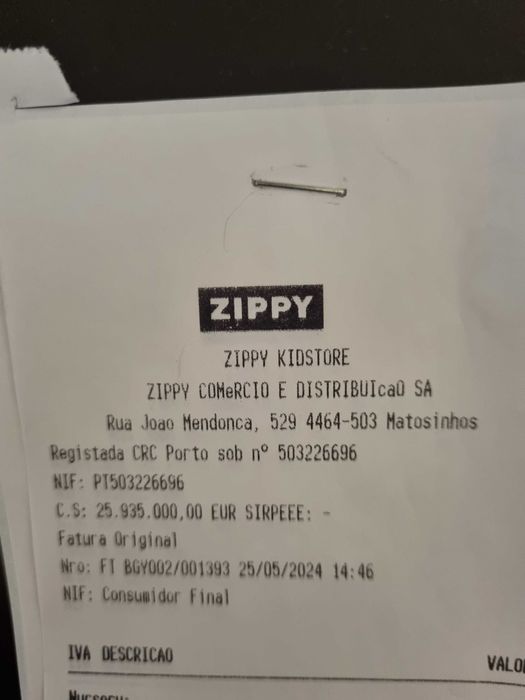 ZIPPY
ZIPPY KIDSTORE
ZIPPY COMeRCIO E DISTRIBUIcaO SA
Rua Joao Mendonca, 529 4464-503 Matosinhos
Registada CRC Porto sob nº 503226696
NIF: PT503226696
C.S: 25.935.000,00 EUR SIRPEEE: -
Fatura Original
Nro: FT BGY002/001393 25/05/2024 14:46
NIF: Consumidor Final
IVA DESCRICAO VALO